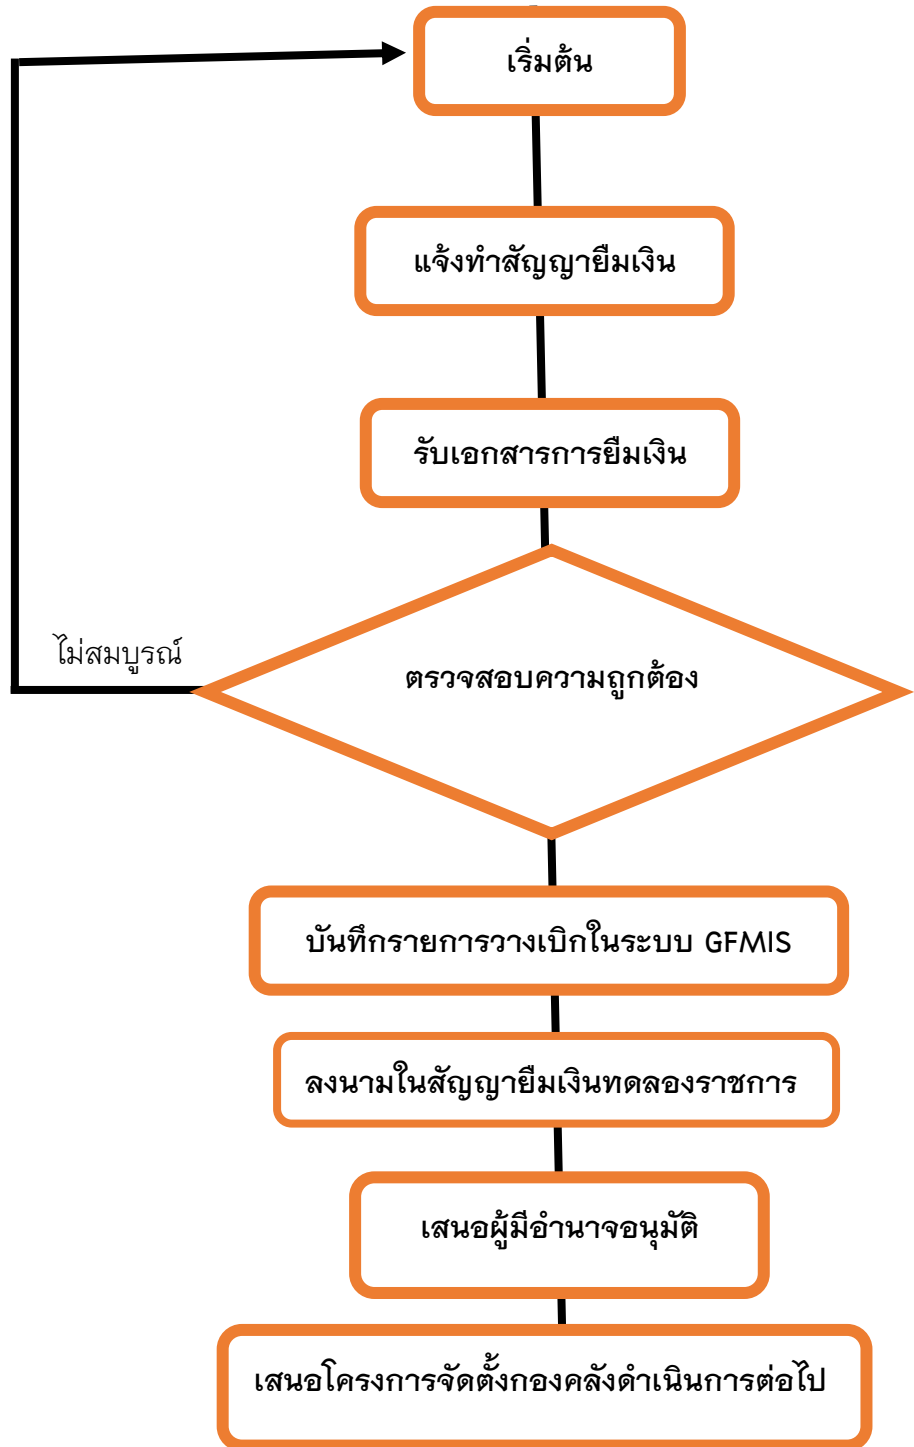 เริ่มต้น
แจ้งทำสัญญายืมเงิน
รับเอกสารการยืมเงิน
ไม่สมบูรณ์
ตรวจสอบความถูกต้อง
บันทึกรายการวางเบิกในระบบ GFMIS
ลงนามในสัญญายืมเงินทดลองราชการ
เสนอผู้มีอำนาจอนุมัติ
เสนอโครงการจัดตั้งกองคลังดำเนินการต่อไป